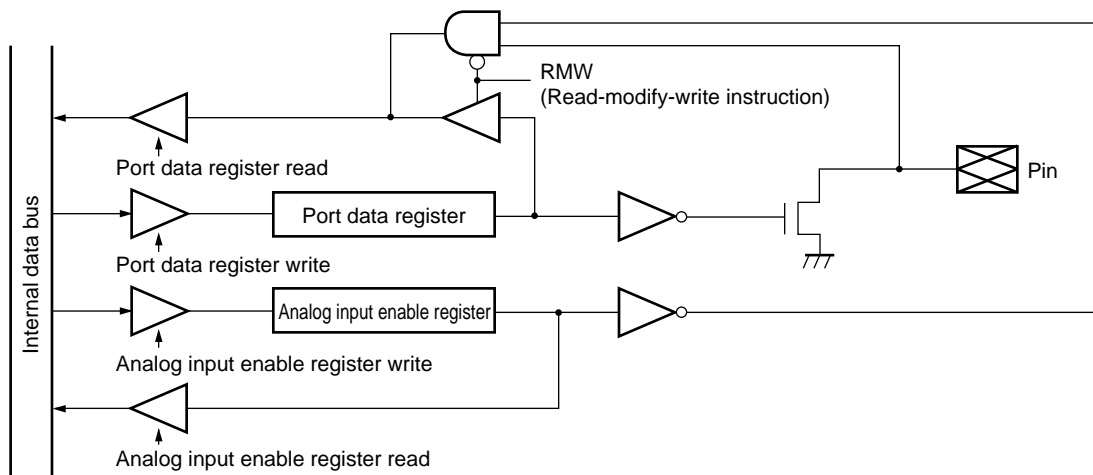 RMW
(Read-modify-write instruction)
Port data register read
Pin
Port data register
Port data register write
Internal data bus
Analog input enable register
Analog input enable register write
Analog input enable register read